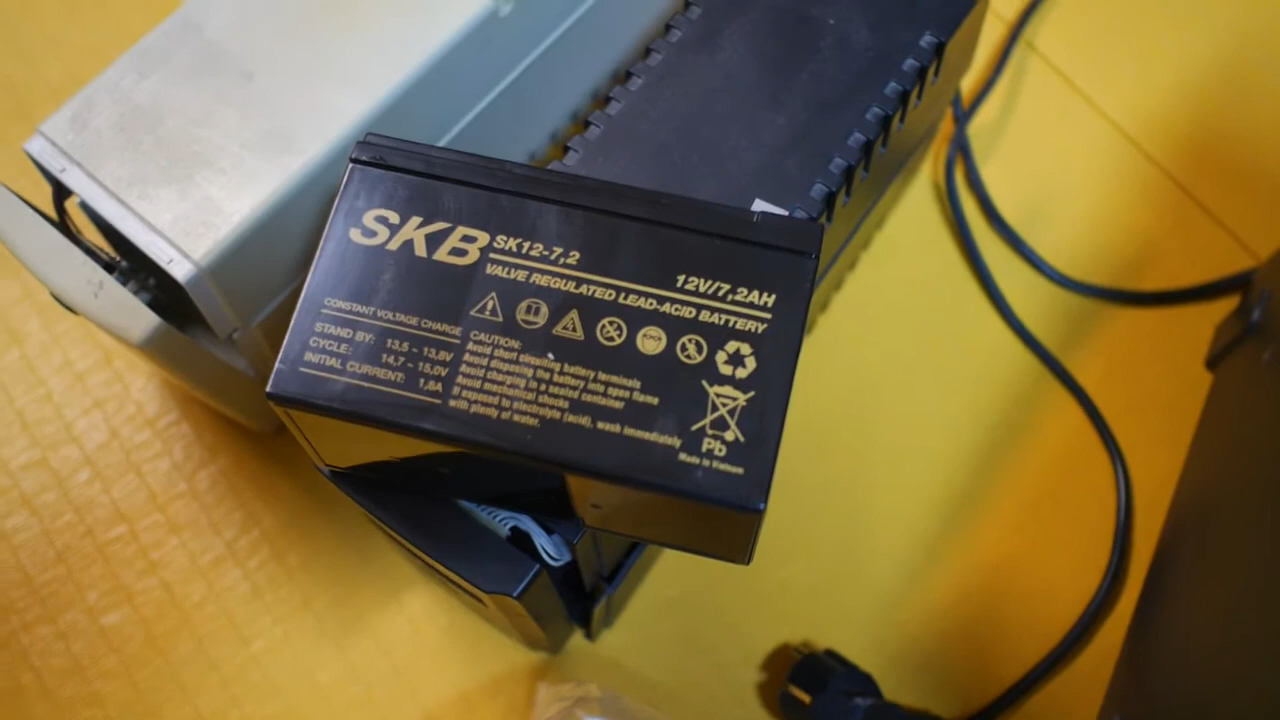 SKB SK12-7,2
12V/7,2AH
VALVE REGULATED LEAD-ACID BATTERY
CONSTANT VOLTAGE CHARGE
STAND BY: 13,5 ~ 13,8V
CYCLE: 14,7 ~ 15,0V
INITIAL CURRENT: 1,8A
CAUTION:
Avoid short circuiting battery terminals
Avoid disposing the battery into open flame
Avoid charging in a sealed container
Avoid mechanical shocks
If exposed to electrolyte (acid), wash immediately
with plenty of water.
Pb
Made in Vietnam